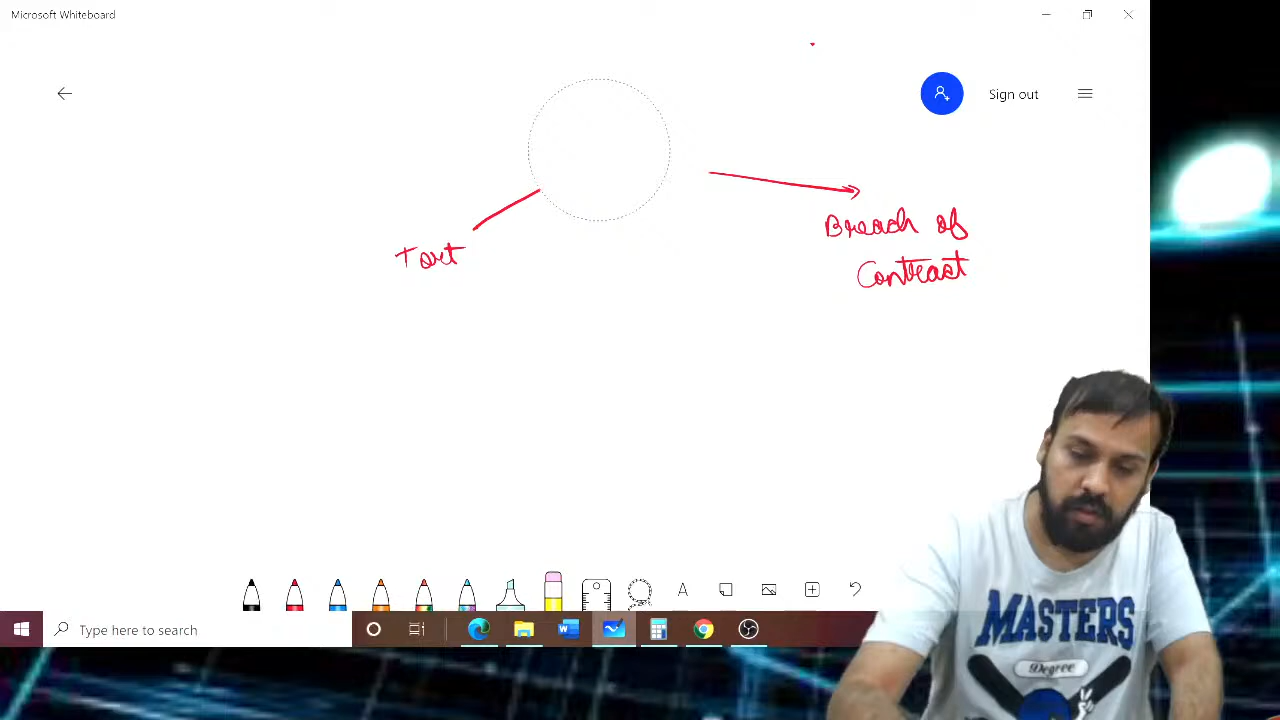 Microsoft Whiteboard
Sign out
Tort
Breach of
Contract
A
Type here to search
MASTERS
Degree